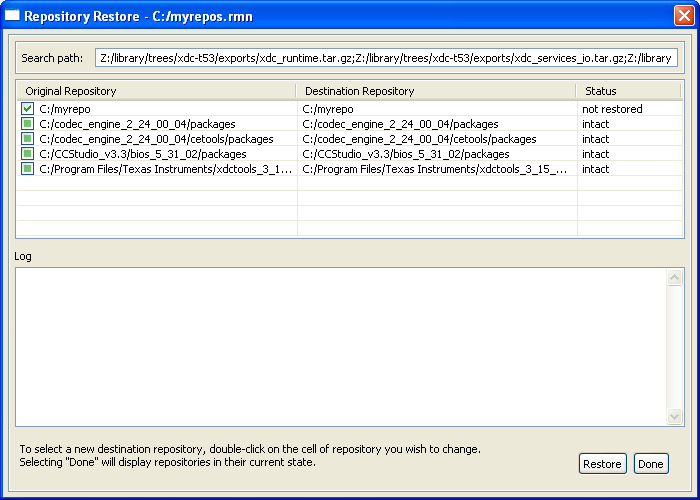 Repository Restore - C:/myrepos.rmn
Search path: Z:/library/trees/xdc-t53/exports/xdc_runtime.tar.gz;Z:/library/trees/xdc-t53/exports/xdc_services_io.tar.gz;Z:/library
Original Repository Destination Repository Status
C:/myrepo C:/myrepo not restored
C:/codec_engine_2_24_00_04/packages C:/codec_engine_2_24_00_04/packages intact
C:/codec_engine_2_24_00_04/cetools/packages C:/codec_engine_2_24_00_04/cetools/packages intact
C:/CCStudio_v3.3/bios_5_31_02/packages C:/CCStudio_v3.3/bios_5_31_02/packages intact
C:/Program Files/Texas Instruments/xdctools_3_1... C:/Program Files/Texas Instruments/xdctools_3_15_... intact
Log
To select a new destination repository, double-click on the cell of repository you wish to change.
Selecting "Done" will display repositories in their current state.
Restore Done